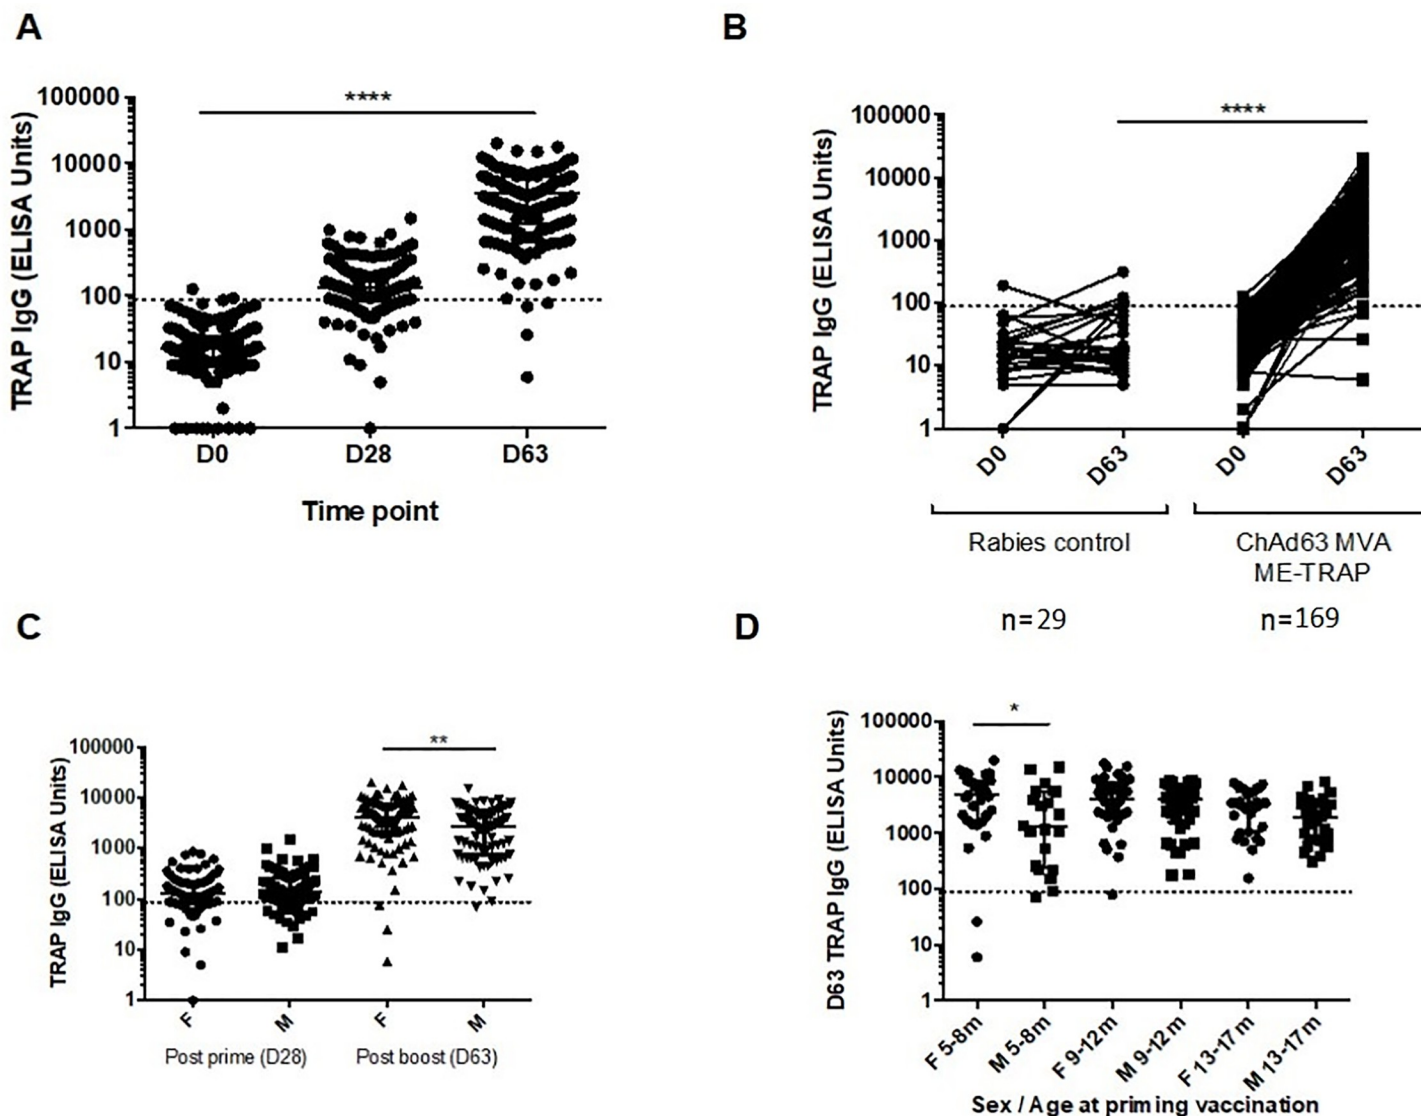 A
TRAP IgG (ELISA Units)
100000
10000
1000
100
10
1
****
D0
D28
D63
Time point
B
TRAP IgG (ELISA Units)
100000
10000
1000
100
10
1
****
D0
D63
D0
D63
Rabies control
ChAd63 MVA
ME-TRAP
n=29
n=169
C
TRAP IgG (ELISA Units)
100000
10000
1000
100
10
1
**
F
M
F
M
Post prime (D28)
Post boost (D63)
D
D63 TRAP IgG (ELISA Units)
100000
10000
1000
100
10
1
*
F 5-8m
M 5-8m
F 9-12m
M 9-12m
F 13-17m
M 13-17m
Sex / Age at priming vaccination